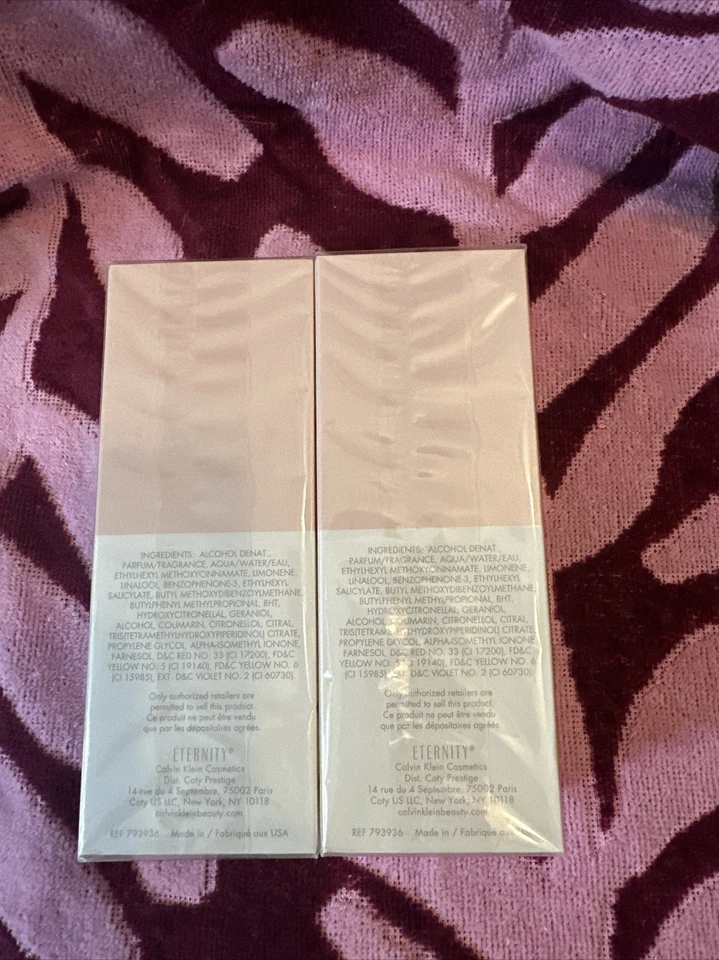 INGREDIENTS: ALCOHOL DENAT.,
PARFUM/FRAGRANCE, AQUA/WATER/EAU,
ETHYLHEXYL METHOXYCINNAMATE, LIMONENE,
LINALOOL, BENZOPHENONE-3, ETHYLHEXYL
SALICYLATE, BUTYL METHOXYDIBENZOYLMETHANE,
BUTYLPHENYL METHYLPROPIONAL, BHT,
HYDROXYCITRONELLAL, GERANIOL,
ALCOHOL, COUMARIN, CITRONELLOL, CITRAL,
TRIS(TETRAMETHYLHYDROXYPIPERIDINOL) CITRATE,
PROPYLENE GLYCOL, ALPHA-ISOMETHYL IONONE,
FARNESOL, D&C RED NO. 33 (CI 17200), FD&C
YELLOW NO. 5 (CI 19140), FD&C YELLOW NO. 6
(CI 15985), EXT. D&C VIOLET NO. 2 (CI 60730).
Only authorized retailers are
permitted to sell this product.
Ce produit ne peut être vendu
que par les dépositaires agréés.
ETERNITY®
Calvin Klein Cosmetics
Dist. Coty Prestige
14 rue du 4 Septembre, 75002 Paris
Coty US LLC, New York, NY 10118
calvinkleinbeauty.com
REF 793936 Made in / Fabriqué aux USA
INGREDIENTS: ALCOHOL DENAT.,
PARFUM/FRAGRANCE, AQUA/WATER/EAU,
ETHYLHEXYL METHOXYCINNAMATE, LIMONENE,
LINALOOL, BENZOPHENONE-3, ETHYLHEXYL
SALICYLATE, BUTYL METHOXYDIBENZOYLMETHANE,
BUTYLPHENYL METHYLPROPIONAL, BHT,
HYDROXYCITRONELLAL, GERANIOL,
ALCOHOL, COUMARIN, CITRONELLOL, CITRAL,
TRIS(TETRAMETHYLHYDROXYPIPERIDINOL) CITRATE,
PROPYLENE GLYCOL, ALPHA-ISOMETHYL IONONE,
FARNESOL, D&C RED NO. 33 (CI 17200), FD&C
YELLOW NO. 19140), FD&C YELLOW NO. 6
(CI 15985), EXT. D&C VIOLET NO. 2 (CI 60730).
Only authorized retailers are
permitted to sell this product.
Ce produit ne peut être vendu
que par les dépositaires agréés
ETERNITY®
Calvin Klein Cosmetics
Dist. Coty Prestige
14 rue du 4 Septembre, 75002 Paris
Coty US LLC, New York, NY 10118
calvinkleinbeauty.com
REF 793936 Made in / Fabriqué aux